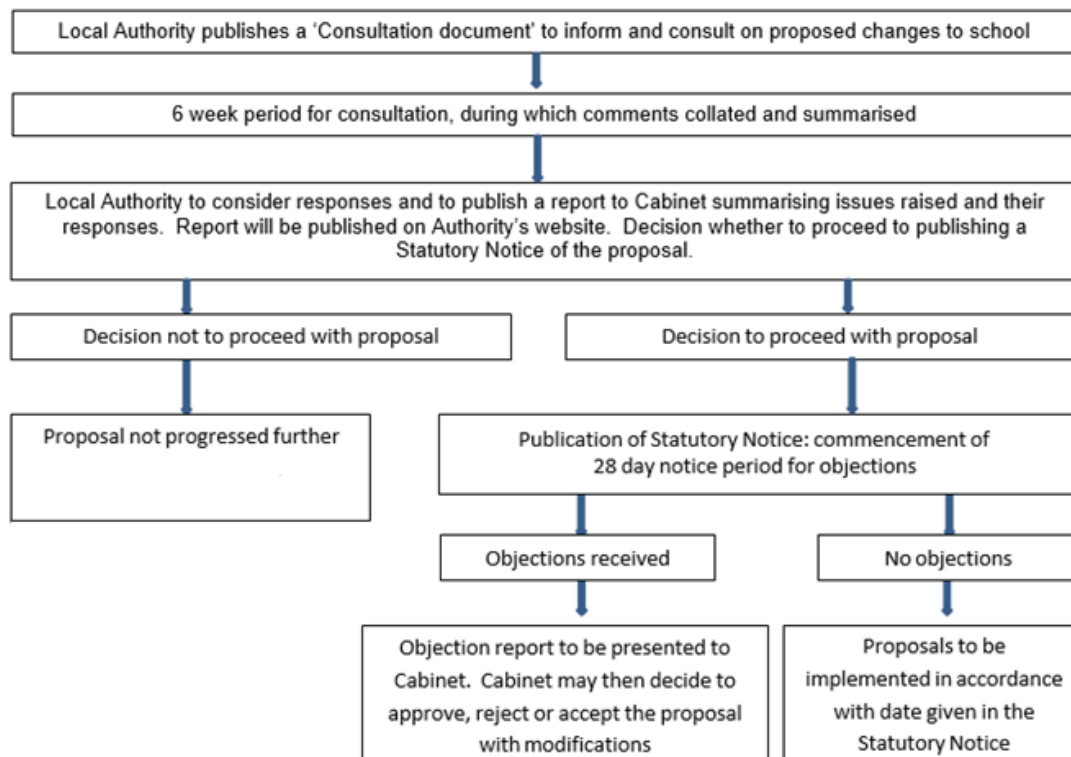 Local Authority publishes a ‘Consultation document’ to inform and consult on proposed changes to school
6 week period for consultation, during which comments collated and summarised
Local Authority to consider responses and to publish a report to Cabinet summarising issues raised and their
responses.  Report will be published on Authority’s website.  Decision whether to proceed to publishing a
Statutory Notice of the proposal.
Decision not to proceed with proposal
Decision to proceed with proposal
Proposal not progressed further
Publication of Statutory Notice: commencement of
28 day notice period for objections
Objections received
No objections
Objection report to be presented to
Cabinet.  Cabinet may then decide to
approve, reject or accept the proposal
with modifications
Proposals to be
implemented in accordance
with date given in the
Statutory Notice